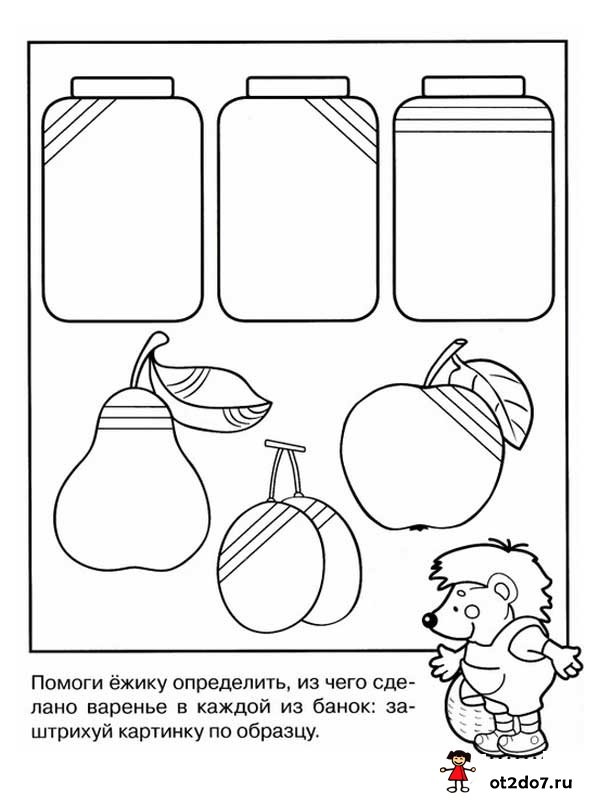 Помоги ёжику определить, из чего сде-
лано варенье в каждой из банок: за-
штрихуй картинку по образцу.
ot2do7.ru